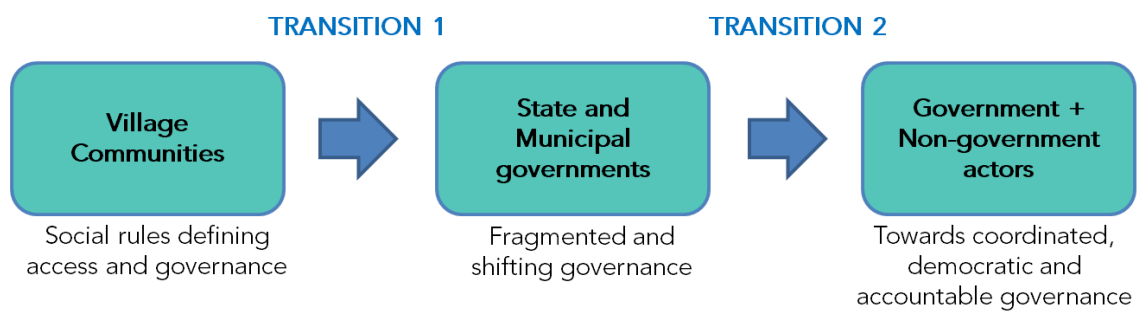 TRANSITION 1
TRANSITION 2
Village
Communities
State and
Municipal
governments
Government +
Non-government
actors
Social rules defining
access and governance
Fragmented and
shifting governance
Towards coordinated,
democratic and
accountable governance